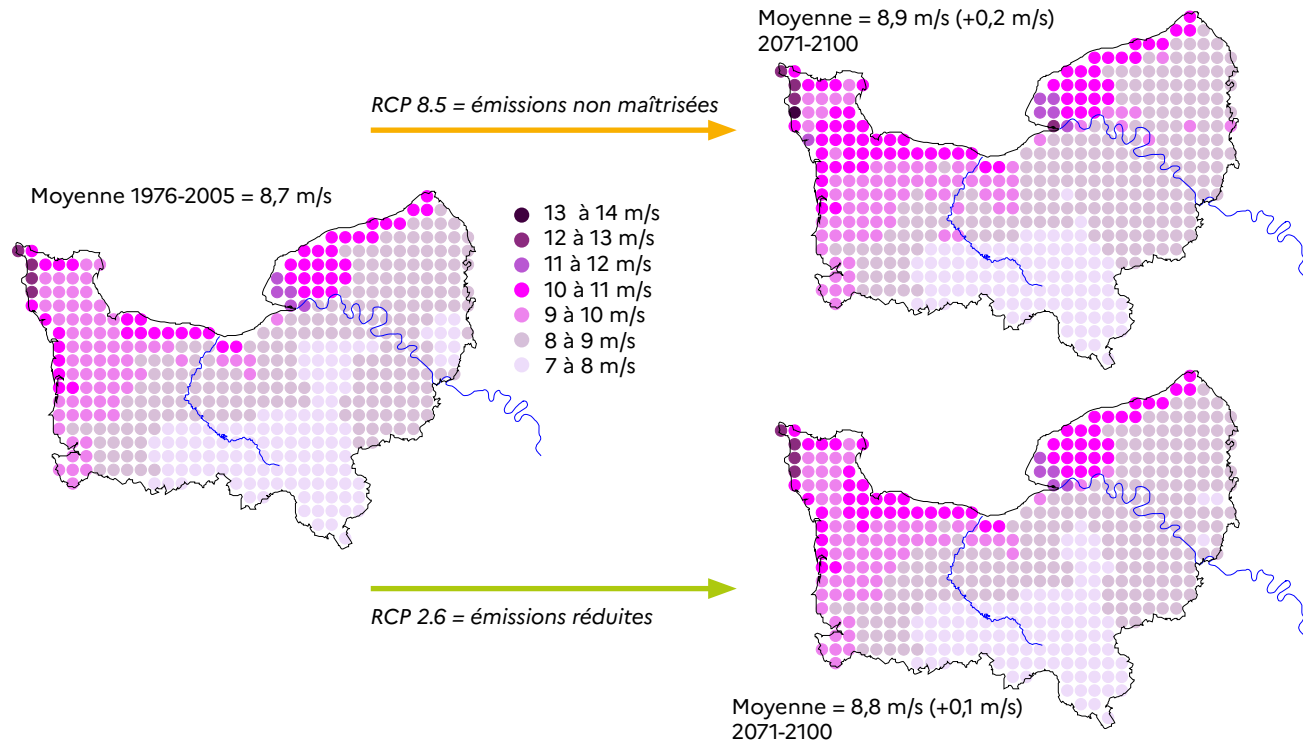 Moyenne = 8,9 m/s (+0,2 m/s)
2071-2100
RCP 8.5 = émissions non maîtrisées
Moyenne 1976-2005 = 8,7 m/s
13 à 14 m/s
12 à 13 m/s
11 à 12 m/s
10 à 11 m/s
9 à 10 m/s
8 à 9 m/s
7 à 8 m/s
RCP 2.6 = émissions réduites
Moyenne = 8,8 m/s (+0,1 m/s)
2071-2100